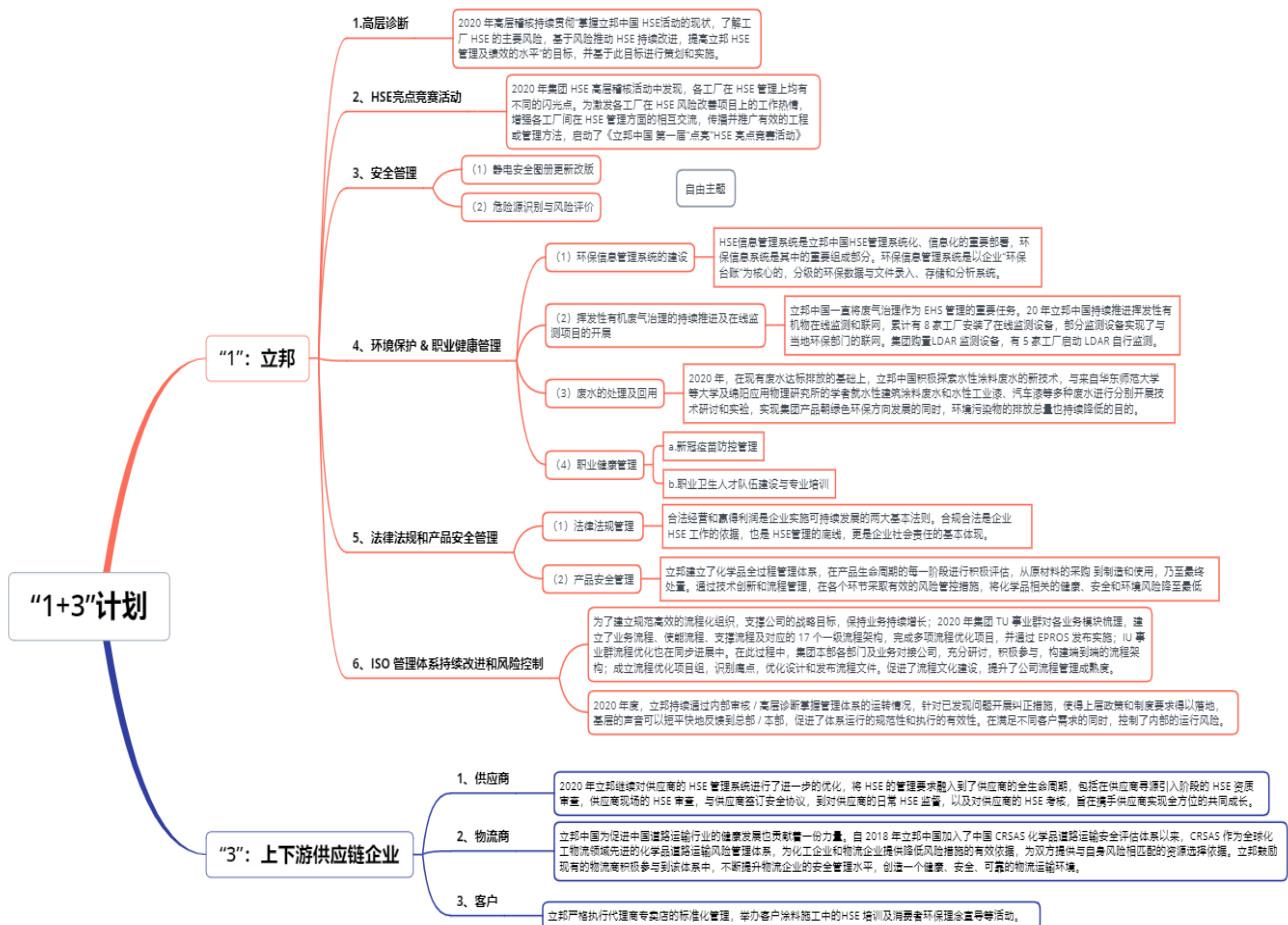 “1+3”计划
“1”：立邦
1.高层诊断
2020 年高层稽核持续贯彻“掌握立邦中国 HSE活动的现状，了解工
厂 HSE 的主要风险，基于风险推动 HSE 持续改进，提高立邦 HSE
管理及绩效的水平”的目标，并基于此目标进行策划和实施。
2、HSE亮点竞赛活动
2020 年集团 HSE 高层稽核活动中发现，各工厂在 HSE 管理上均有
不同的闪光点。为激发各工厂在 HSE 风险改善项目上的工作热情，
增强各工厂间在 HSE 管理方面的相互交流，传播并推广有效的工程
或管理方法，启动了《立邦中国 第一届“点亮”HSE 亮点竞赛活动》
3、安全管理
（1）静电安全图册更新改版
（2）危险源识别与风险评价
自由主题
4、环境保护 & 职业健康管理
（1）环保信息管理系统的建设
HSE信息管理系统是立邦中国HSE管理系统化、信息化的重要部署，环
保信息系统是其中的重要组成部分。环保信息管理系统是以企业“环保
台账”为核心的，分级的环保数据与文件录入、存储和分析系统。
（2）挥发性有机废气治理的持续推进及在线监
测项目的开展
立邦中国一直将废气治理作为 EHS 管理的重要任务。20 年立邦中国持续推进挥发性有
机物在线监测和联网，累计有 8 家工厂安装了在线监测设备，部分监测设备实现了与
当地环保部门的联网。集团购置LDAR 监测设备，有 5 家工厂启动 LDAR 自行监测。
（3）废水的处理及回用
2020 年，在现有废水达标排放的基础上，立邦中国积极探索水性涂料废水的新技术，与来自华东师范大学
等大学及绵阳应用物理研究所的学者就水性建筑涂料废水和水性工业漆、汽车漆等多种废水进行分别开展技
术研讨和实验，实现集团产品朝绿色环保方向发展的同时，环境污染物的排放总量也持续降低的目的。
（4）职业健康管理
a.新冠疫苗防控管理
b.职业卫生人才队伍建设与专业培训
5、法律法规和产品安全管理
（1）法律法规管理
合法经营和赢得利润是企业实施可持续发展的两大基本法则。合规合法是企业
HSE 工作的依据，也是 HSE管理的底线，更是企业社会责任的基本体现。
（2）产品安全管理
立邦建立了化学品全过程管理体系，在产品生命周期的每一阶段进行积极评估，从原材料的采购 到制造和使用，乃至最终
处置。通过技术创新和流程管理，在各个环节采取有效的风险管控措施，将化学品相关的健康、安全和环境风险降至最低
6、ISO 管理体系持续改进和风险控制
为了建立规范高效的流程化组织，支撑公司的战略目标，保持业务持续增长；2020 年集团 TU 事业群对各业务模块梳理，建
立了业务流程、使能流程、支撑流程及对应的 17 个一级流程架构，完成多项流程优化项目，并通过 EPROS 发布实施；IU 事
业群流程优化也在同步进展中。在此过程中，集团本部各部门及业务对接公司，充分研讨，积极参与，构建端到端的流程架
构；成立流程优化项目组，识别痛点，优化设计和发布流程文件。促进了流程文化建设，提升了公司流程管理成熟度。
2020 年度，立邦持续通过内部审核 / 高层诊断掌握管理体系的运转情况，针对已发现问题开展纠正措施，使得上层政策和制度要求得以落地，
基层的声音可以短平快地反馈到总部 / 本部，促进了体系运行的规范性和执行的有效性。在满足不同客户需求的同时，控制了内部的运行风险。
“3”：上下游供应链企业
1、供应商
2020 年立邦继续对供应商的 HSE 管理系统进行了进一步的优化，将 HSE 的管理要求融入到了供应商的全生命周期，包括在供应商寻源引入阶段的 HSE 资质
审查，供应商现场的 HSE 审查，与供应商签订安全协议，到对供应商的日常 HSE 监督，以及对供应商的 HSE 考核，旨在携手供应商实现全方位的共同成长。
2、物流商
立邦中国为促进中国道路运输行业的健康发展也贡献着一份力量。自 2018 年立邦中国加入了中国 CRSAS 化学品道路运输安全评估体系以来，CRSAS 作为全球化
工物流领域先进的化学品道路运输风险管理体系，为化工企业和物流企业提供降低风险措施的有效依据，为双方提供与自身风险相匹配的资源选择依据。立邦鼓励
现有的物流商积极参与到该体系中，不断提升物流企业的安全管理水平，创造一个健康、安全、可靠的物流运输环境。
3、客户
立邦严格执行代理商专卖店的标准化管理，举办客户涂料施工中的HSE 培训及消费者环保理念宣导等活动。